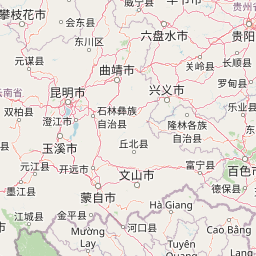 攀枝花市
会东县
威宁县
六盘水市
贵阳
东川区
元谋县
曲靖市
关岭县
长顺县
罗甸县
云南省
昆明市
兴义市
双柏县
石林彝族
自治县
乐业县
澄江市
隆林各族
自治县
玉溪市
丘北县
百色市
元江县
开远市
富宁县
墨江县
文山市
德保县
蒙自市
江城县
金平县
河口县
Hà Giang
Cao Bằng
Mường
Lay
Tuyên
Quang